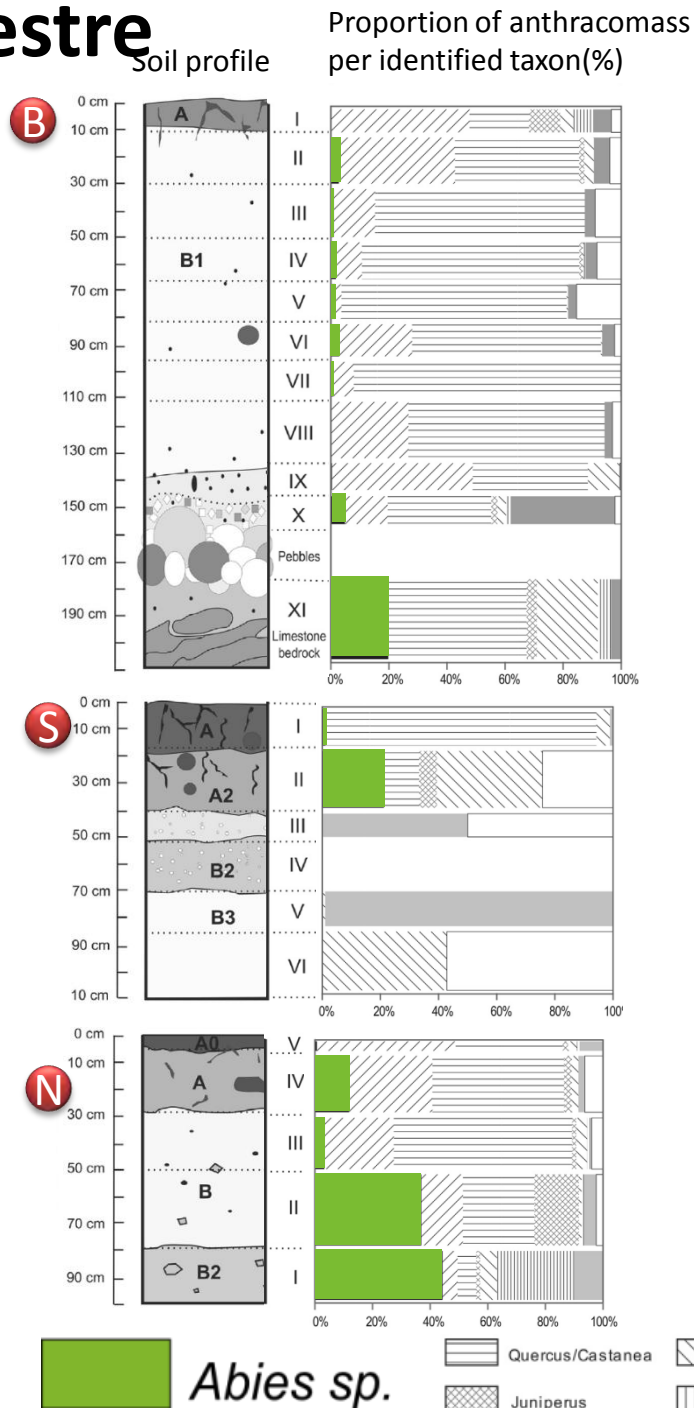 estre
Soil profile
Proportion of anthracomass
per identified taxon(%)
B
0 cm
10 cm
30 cm
50 cm
70 cm
90 cm
110 cm
130 cm
150 cm
170 cm
190 cm
A
B1
I
II
III
IV
V
VI
VII
VIII
IX
X
Pebbles
XI
Limestone
bedrock
0% 20% 40% 60% 80% 100%
S
0 cm
10 cm
30 cm
50 cm
70 cm
90 cm
10 cm
A
A2
B2
B3
I
II
III
IV
V
VI
0% 20% 40% 60% 80% 100
N
0 cm
10 cm
30 cm
50 cm
70 cm
90 cm
A0
A
B
B2
V
IV
III
II
I
0% 20% 40% 60% 80% 100%
Abies sp.
Quercus/Castanea
Juniperus